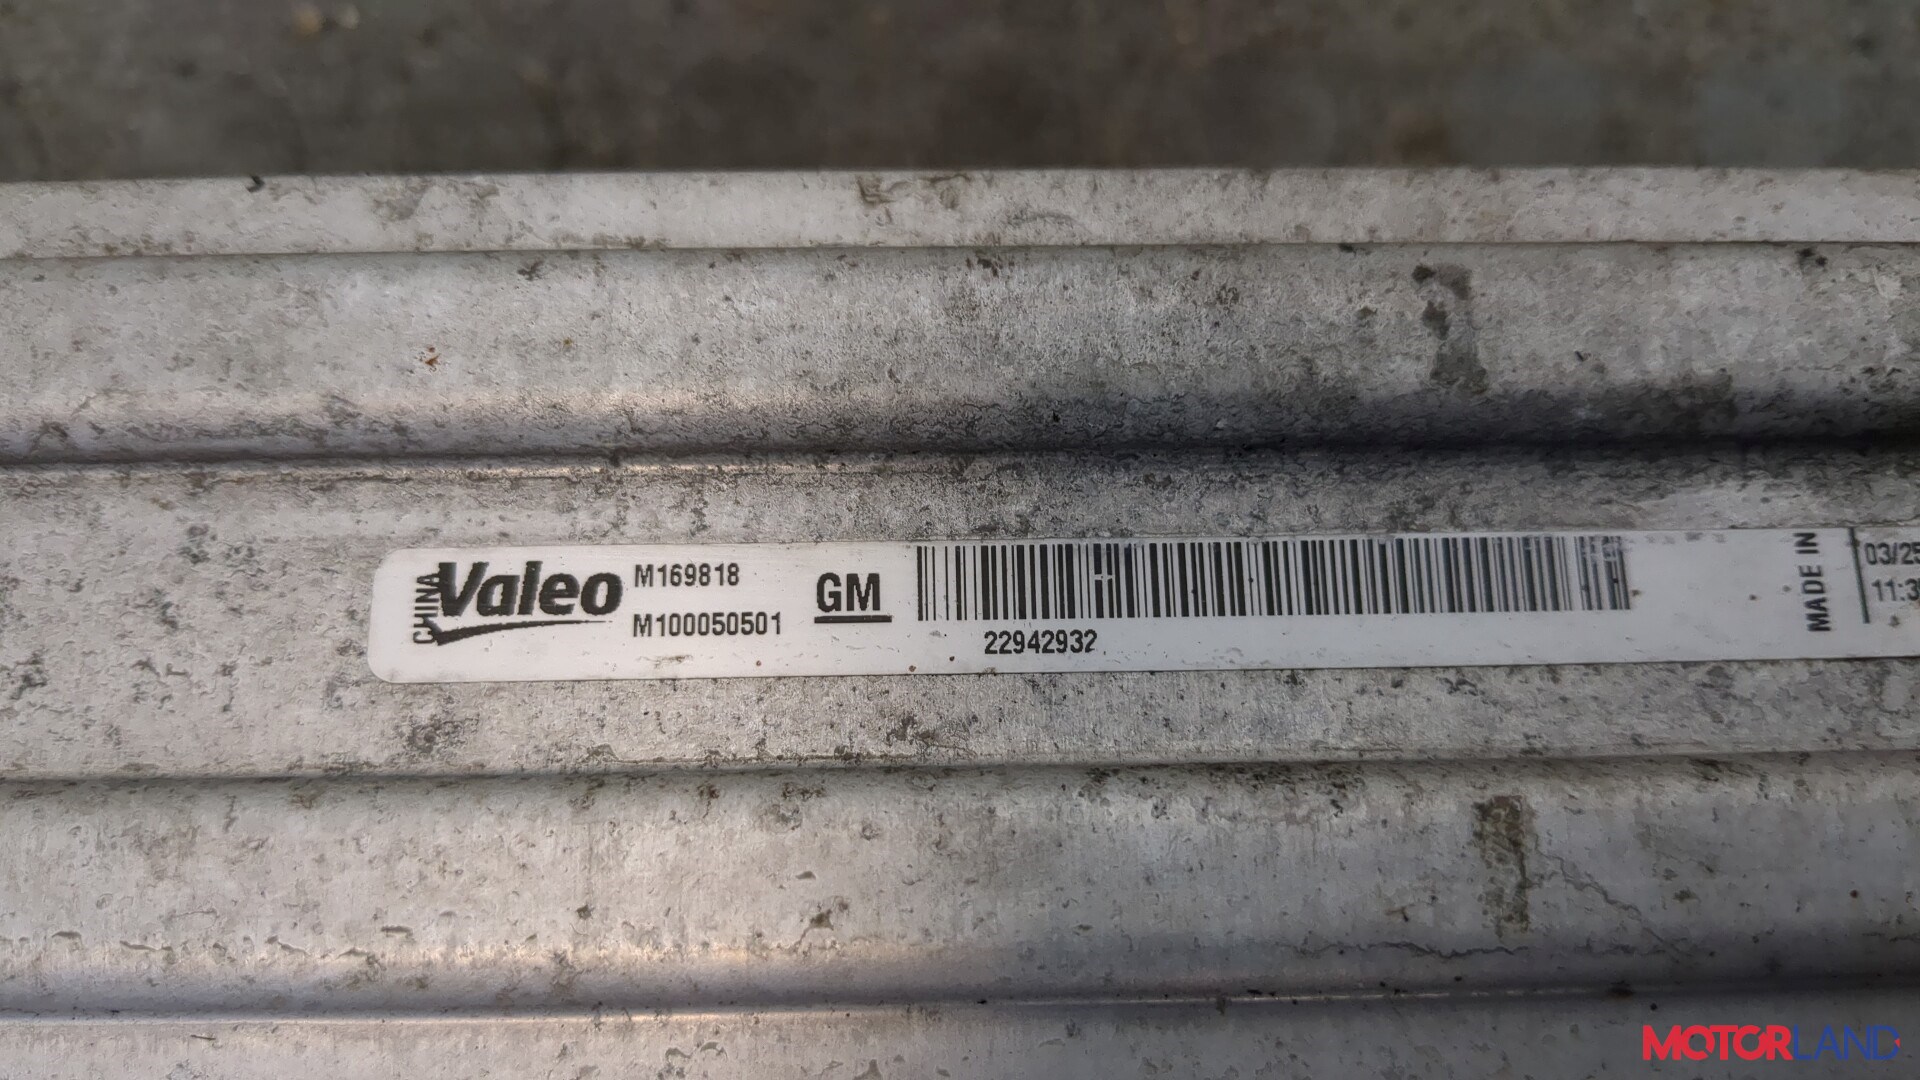 CHINA
Valeo
M169818
M100050501
GM
22942932
MADE IN
03/25
11:3
MOTORLAND